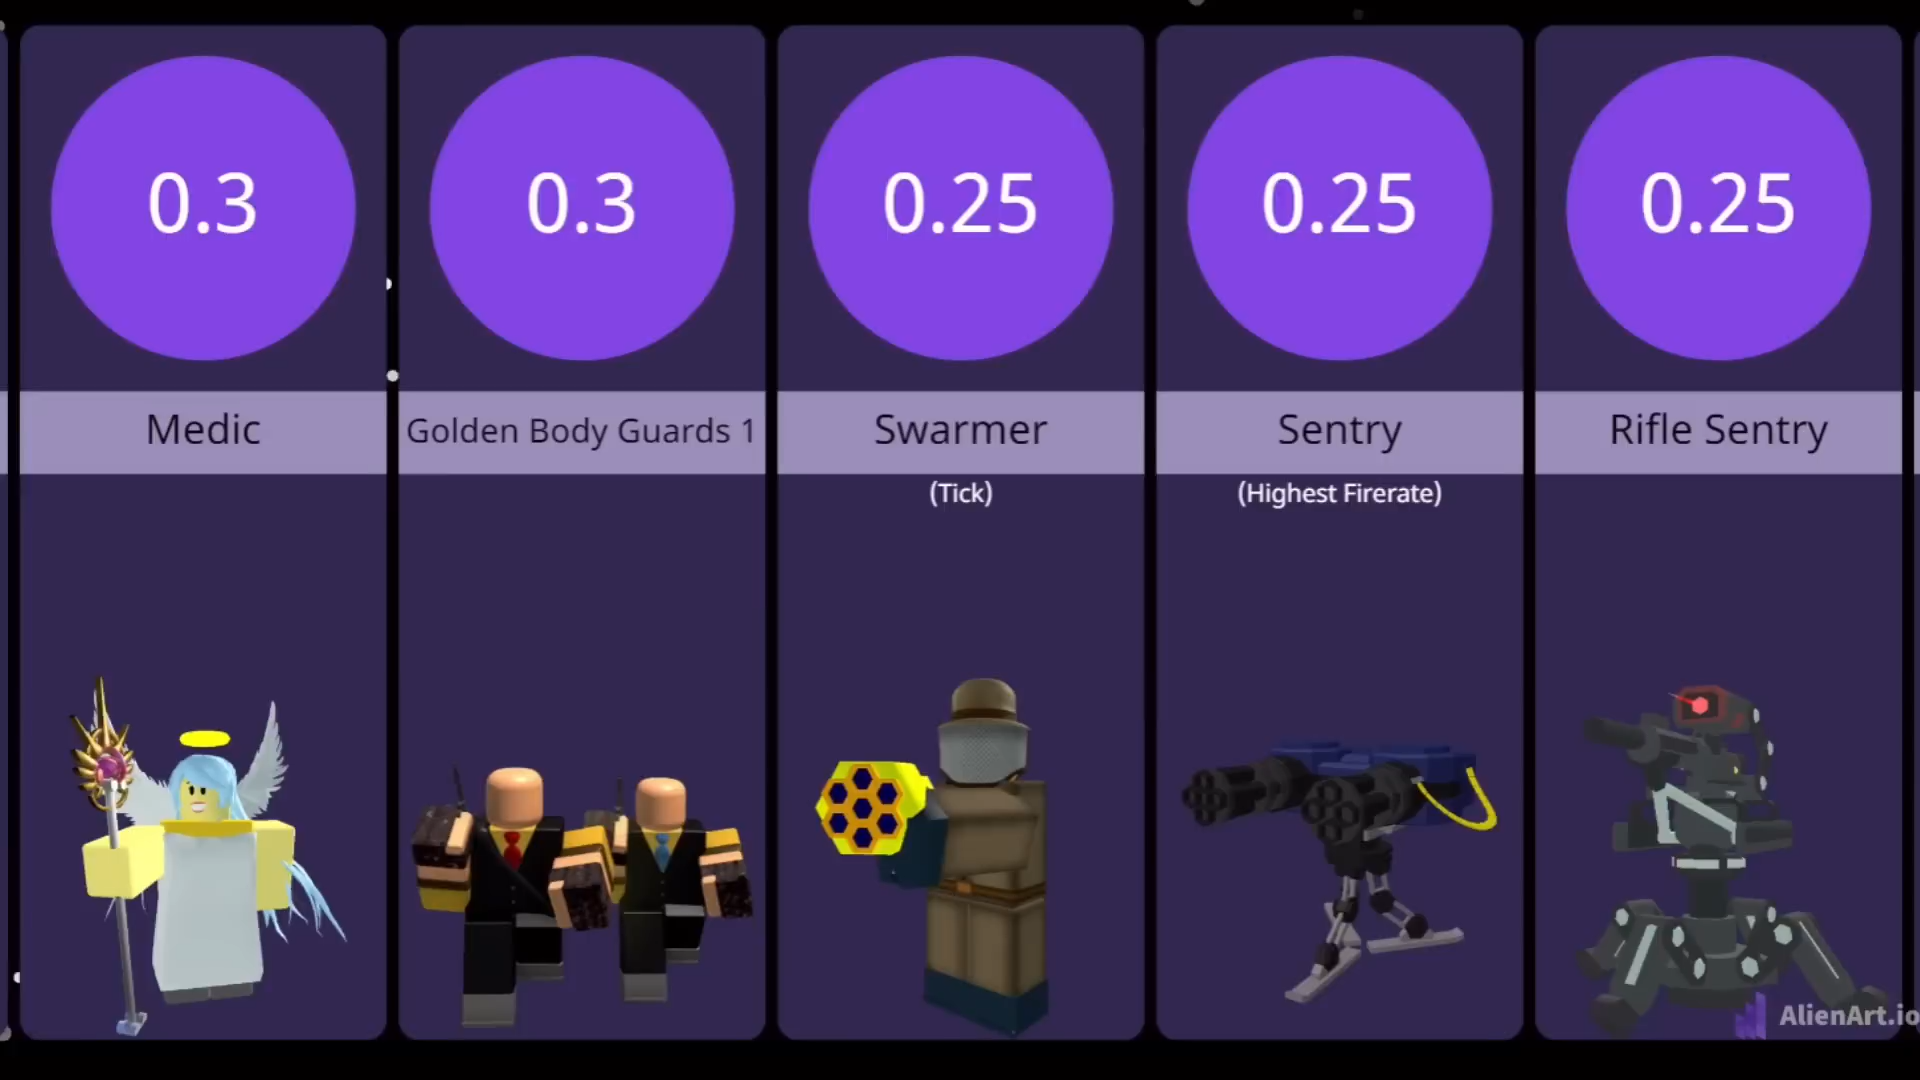 0.3
0.3
0.25
0.25
0.25
Medic
Golden Body Guards 1
Swarmer
Sentry
Rifle Sentry
(Tick)
(Highest Firerate)
AlienArt.io